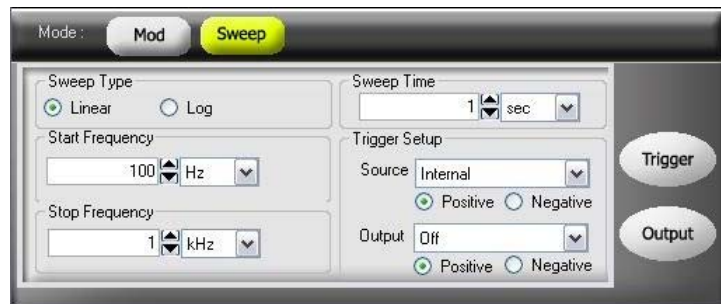 Mode :
Mod
Sweep
Sweep Type
Linear
Log
Start Frequency
100
Hz
Stop Frequency
1
kHz
Sweep Time
1
sec
Trigger Setup
Source
Internal
Positive
Negative
Output
Off
Positive
Negative
Trigger
Output